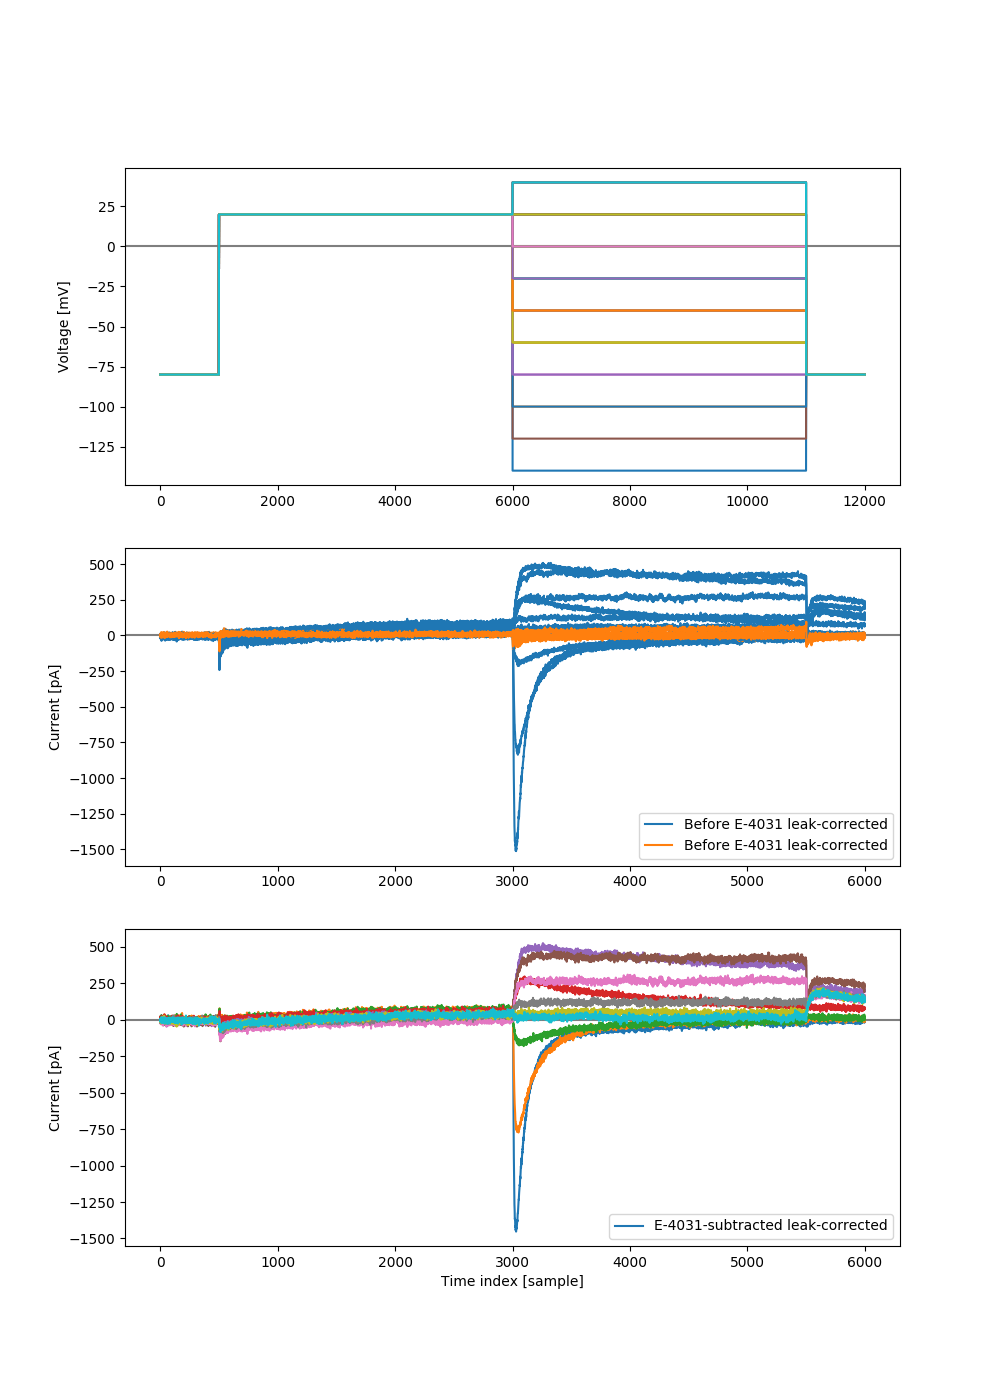 25
0
−25
−50
−75
−100
−125
Voltage [mV]
0 2000 4000 6000 8000 10000 12000
500
250
0
−250
−500
−750
−1000
−1250
−1500
Current [pA]
Before E-4031 leak-corrected
Before E-4031 leak-corrected
0 1000 2000 3000 4000 5000 6000
500
250
0
−250
−500
−750
−1000
−1250
−1500
Current [pA]
E-4031-subtracted leak-corrected
0 1000 2000 3000 4000 5000 6000
Time index [sample]